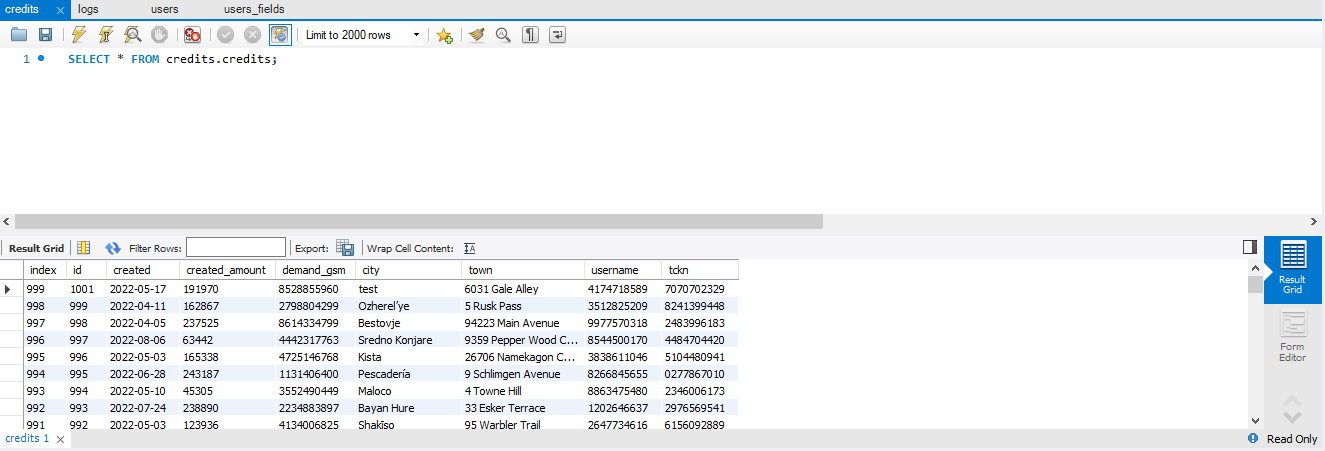 credits × logs users users_fields
Limit to 2000 rows
1 SELECT * FROM credits.credits;
Result Grid Filter Rows: Export: Wrap Cell Content:
index id created created_amount demand_gsm city town username tckn
999 1001 2022-05-17 191970 8528855960 test 6031 Gale Alley 4174718589 7070702329
998 999 2022-04-11 162867 2798804299 Ozherel’ye 5 Rusk Pass 3512825209 8241399448
997 998 2022-04-05 237525 8614334799 Bestovje 94223 Main Avenue 9977570318 2483996183
996 997 2022-08-06 63442 4442317763 Sredno Konjare 9359 Pepper Wood C... 8544500170 4484704420
995 996 2022-05-03 165338 4725146768 Kista 26706 Namekagon C... 3838611046 5104480941
994 995 2022-06-28 243187 1131406400 Pescadería 9 Schlimgen Avenue 8266845655 0277867010
993 994 2022-05-10 45305 3552490449 Maloco 4 Towne Hill 8863475480 2346006173
992 993 2022-07-24 238890 2234883897 Bayan Hure 33 Esker Terrace 1202646637 2976569541
991 992 2022-05-03 123936 4134006825 Shakiso 95 Warbler Trail 2647734616 6156092889
Result
Grid
Form
Editor
credits 1 × Read Only